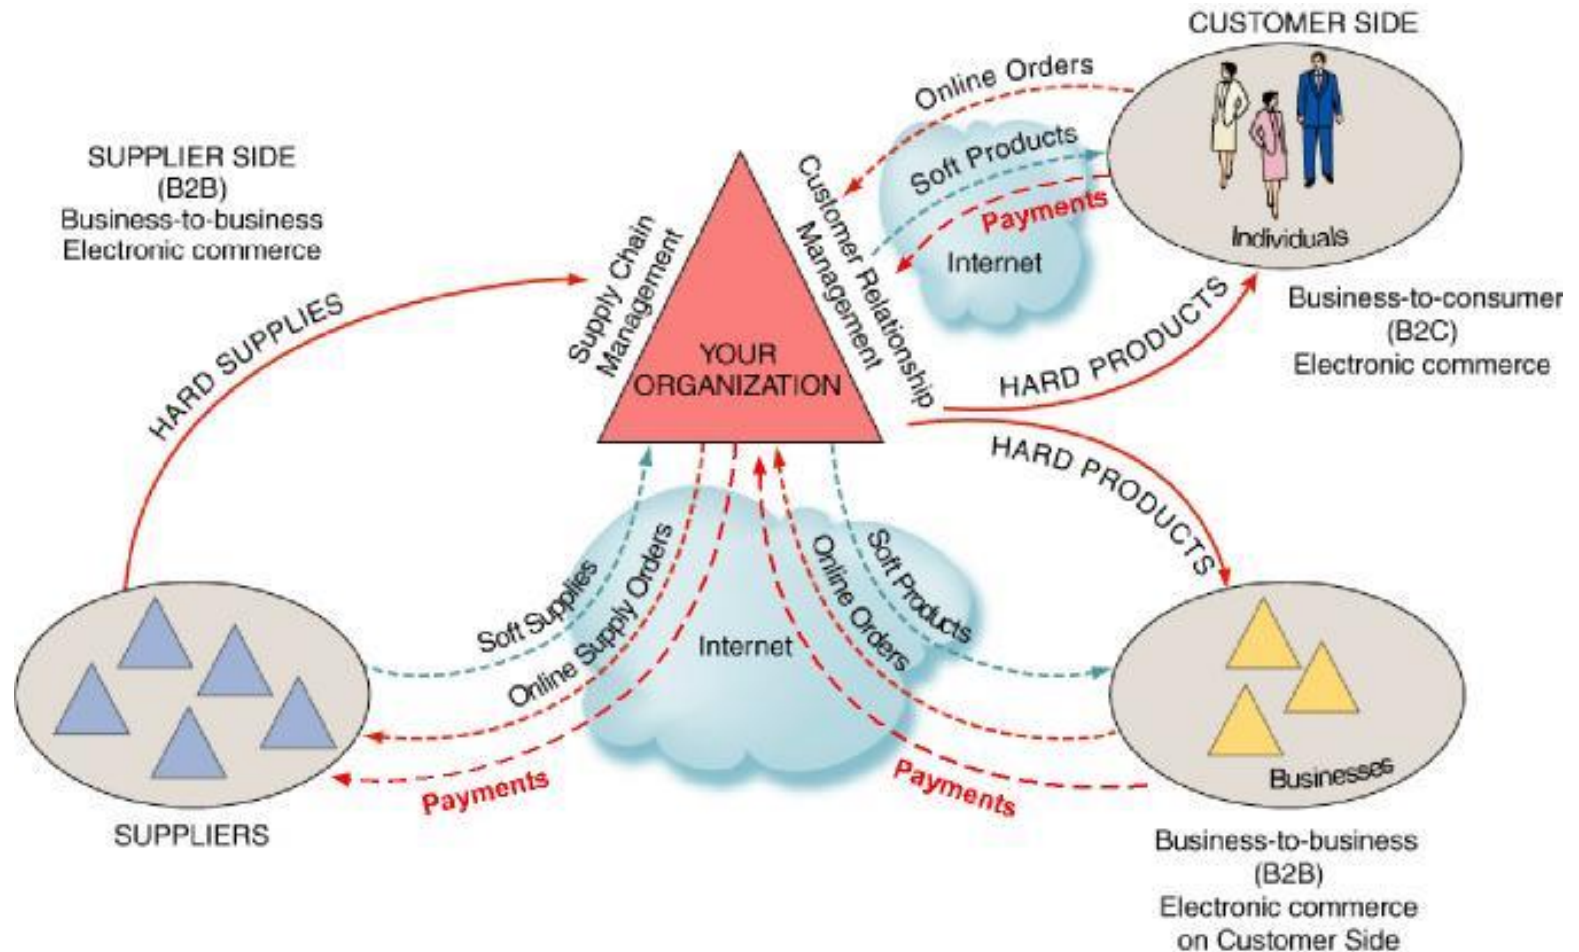 CUSTOMER SIDE
Online Orders
Soft Products
Payments
Internet
Individuals
Business-to-consumer
(B2C)
Electronic commerce
SUPPLIER SIDE
(B2B)
Business-to-business
Electronic commerce
HARD SUPPLIES
Supply Chain
Management
YOUR
ORGANIZATION
Customer Relationship
Management
HARD PRODUCTS
HARD PRODUCTS
Soft Supplies
Online Supply Orders
Payments
Internet
Online Orders
Soft Products
Payments
SUPPLIERS
Businesses
Business-to-business
(B2B)
Electronic commerce
on Customer Side